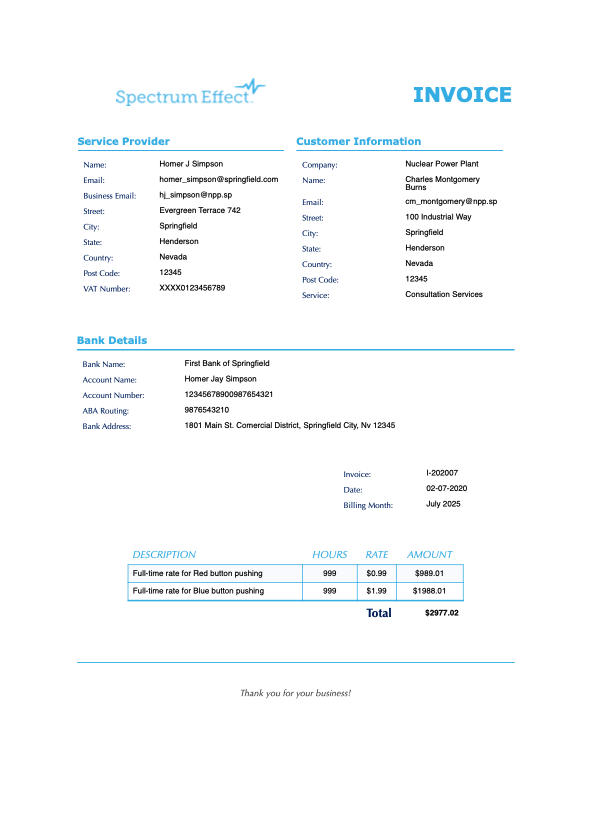 Spectrum Effect
INVOICE
Service Provider
Name: Homer J Simpson
Email: homer_simpson@springfield.com
Business Email: hj_simpson@npp.sp
Street: Evergreen Terrace 742
City: Springfield
State: Henderson
Country: Nevada
Post Code: 12345
VAT Number: XXXX0123456789
Customer Information
Company: Nuclear Power Plant
Name: Charles Montgomery
Burns
Email: cm_montgomery@npp.sp
Street: 100 Industrial Way
City: Springfield
State: Henderson
Country: Nevada
Post Code: 12345
Service: Consultation Services
Bank Details
Bank Name: First Bank of Springfield
Account Name: Homer Jay Simpson
Account Number: 12345678900987654321
ABA Routing: 9876543210
Bank Address: 1801 Main St. Comercial District, Springfield City, Nv 12345
Invoice: I-202007
Date: 02-07-2020
Billing Month: July 2025
DESCRIPTION HOURS RATE AMOUNT
Full-time rate for Red button pushing 999 $0.99 $989.01
Full-time rate for Blue button pushing 999 $1.99 $1988.01
Total $2977.02
Thank you for your business!